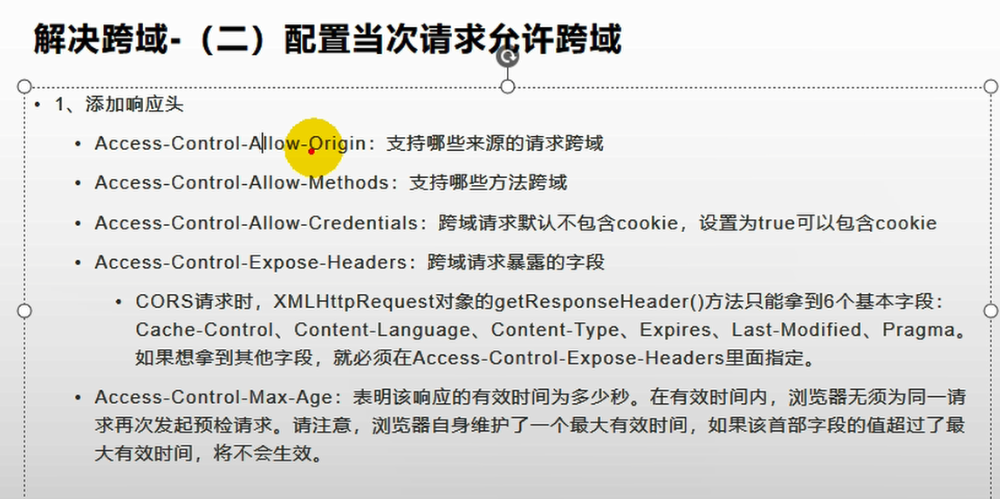 解决跨域-（二）配置当次请求允许跨域
• 1、添加响应头
• Access-Control-Allow-Origin：支持哪些来源的请求跨域
• Access-Control-Allow-Methods：支持哪些方法跨域
• Access-Control-Allow-Credentials：跨域请求默认不包含cookie，设置为true可以包含cookie
• Access-Control-Expose-Headers：跨域请求暴露的字段
• CORS请求时，XMLHttpRequest对象的getResponseHeader()方法只能拿到6个基本字段：
Cache-Control、Content-Language、Content-Type、Expires、Last-Modified、Pragma。
如果想拿到其他字段，就必须在Access-Control-Expose-Headers里面指定。
• Access-Control-Max-Age：表明该响应的有效时间为多少秒。在有效时间内，浏览器无须为同一请
求再次发起预检请求。请注意，浏览器自身维护了一个最大有效时间，如果该首部字段的值超过了最
大有效时间，将不会生效。